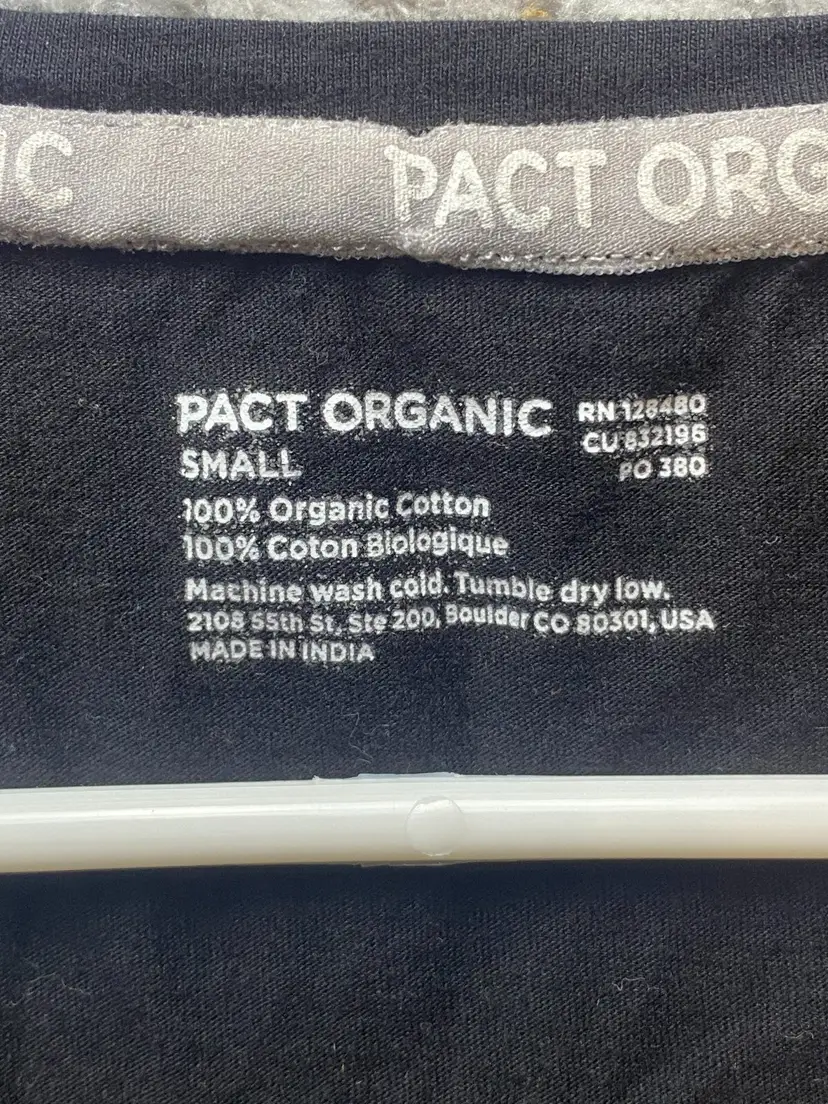 IC PACT ORG
PACT ORGANIC
SMALL
RN 128480
CU 832196
PO 380
100% Organic Cotton
100% Coton Biologique
Machine wash cold. Tumble dry low.
2108 55th St, Ste 200, Boulder CO 80301, USA
MADE IN INDIA